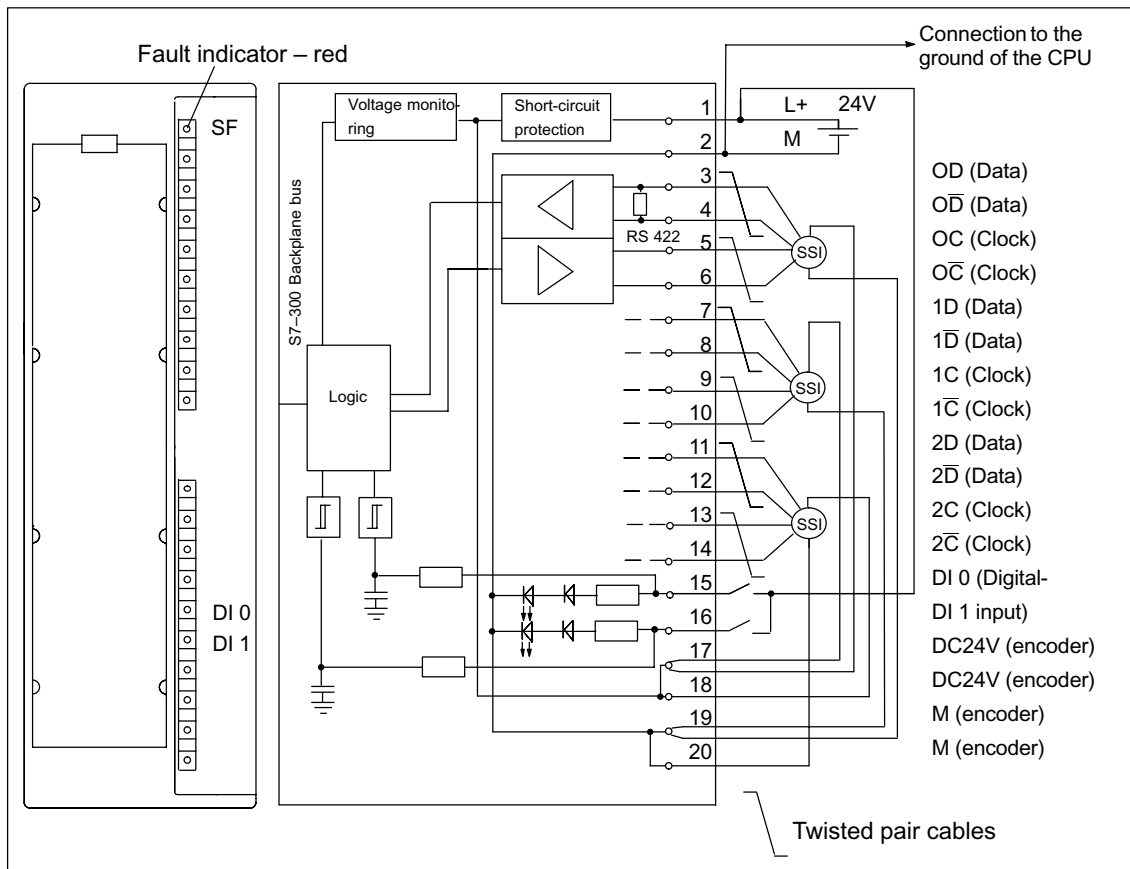 Fault indicator – red
Connection to the
ground of the CPU
SF
Voltage monito-
ring
Short-circuit
protection
1
L+
24V
M
2
S7–300 Backplane bus
3
4
RS 422
5
6
SSI
7
8
9
10
SSI
Logic
11
12
13
14
SSI
15
16
17
18
19
20
DI 0
DI 1
OD (Data)
OD̅ (Data)
OC (Clock)
OC̅ (Clock)
1D (Data)
1D̅ (Data)
1C (Clock)
1C̅ (Clock)
2D (Data)
2D̅ (Data)
2C (Clock)
2C̅ (Clock)
DI 0 (Digital-
DI 1 input)
DC24V (encoder)
DC24V (encoder)
M (encoder)
M (encoder)
Twisted pair cables